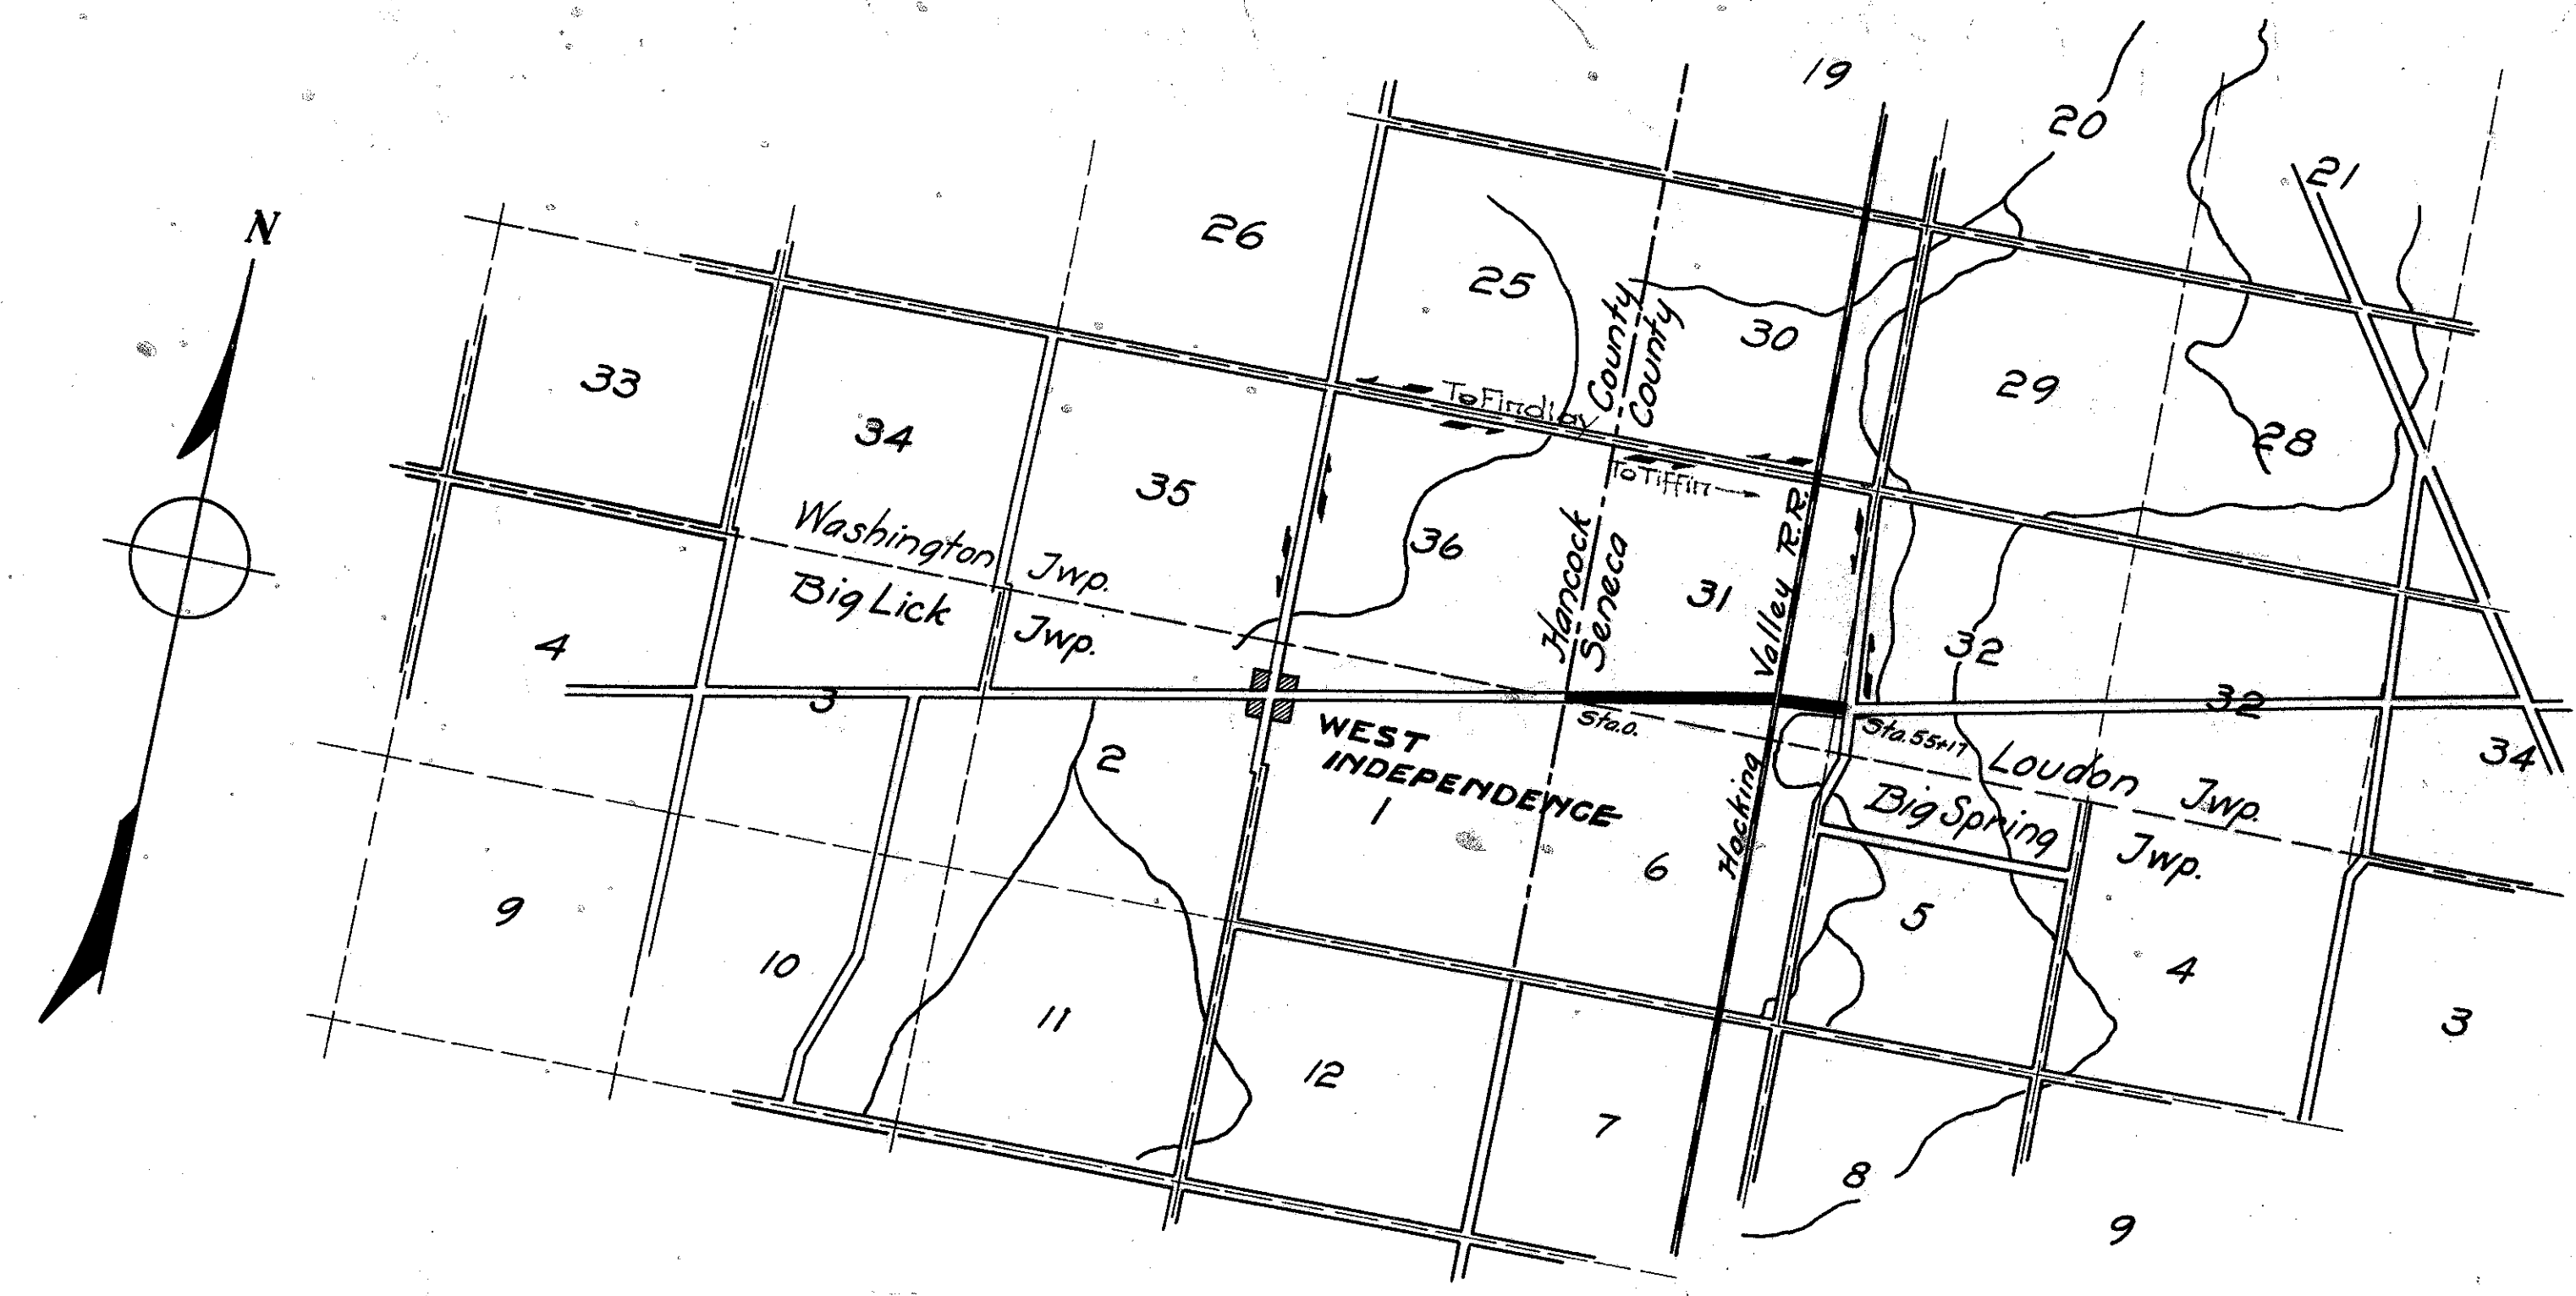 19
20
21
N
26
25
County
County
30
29
28
33
34
35
To Findlay
To Tiffin
36
Hancock
Seneca
31
Valley R.R.
32
Washington Twp.
Big Lick Twp.
4
3
2
WEST
INDEPENDENCE
1
Sta.0.
Sta.55+17
32
34
Loudon Twp.
Big Spring Twp.
Hocking
6
5
4
3
9
10
11
12
7
8
9